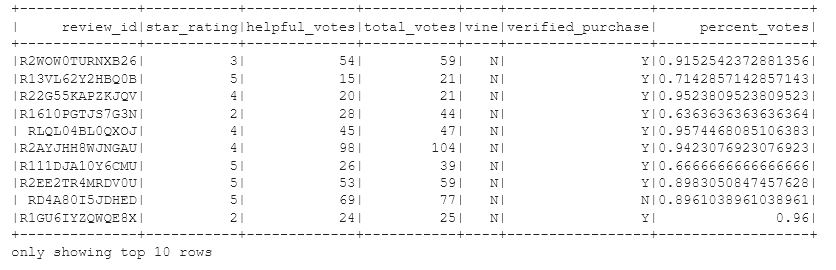 +--------------+-----------+-------------+-----------+----+-----------------+------------------+
|     review_id|star_rating|helpful_votes|total_votes|vine|verified_purchase|     percent_votes|
+--------------+-----------+-------------+-----------+----+-----------------+------------------+
|R2WOW0TURNXB26|          3|           54|         59|   N|                Y|0.9152542372881356|
|R13VL62Y2HBQ0B|          5|           15|         21|   N|                Y|0.7142857142857143|
|R22G55KAPZKJQV|          4|           20|         21|   N|                Y|0.9523809523809523|
|R1610PGTJS7G3N|          2|           28|         44|   N|                Y|0.6363636363636364|
| RLQL04BL0QXOJ|          4|           45|         47|   N|                Y|0.9574468085106383|
|R2AYJHH8WJNGAU|          4|           98|        104|   N|                Y|0.9423076923076923|
|R111DJA10Y6CMU|          5|           26|         39|   N|                Y|0.6666666666666666|
|R2EE2TR4MRDV0U|          5|           53|         59|   N|                Y|0.8983050847457628|
| RD4A80I5JDHED|          5|           69|         77|   N|                N|0.8961038961038961|
|R1GU6IYZQWQE8X|          2|           24|         25|   N|                Y|              0.96|
+--------------+-----------+-------------+-----------+----+-----------------+------------------+
only showing top 10 rows